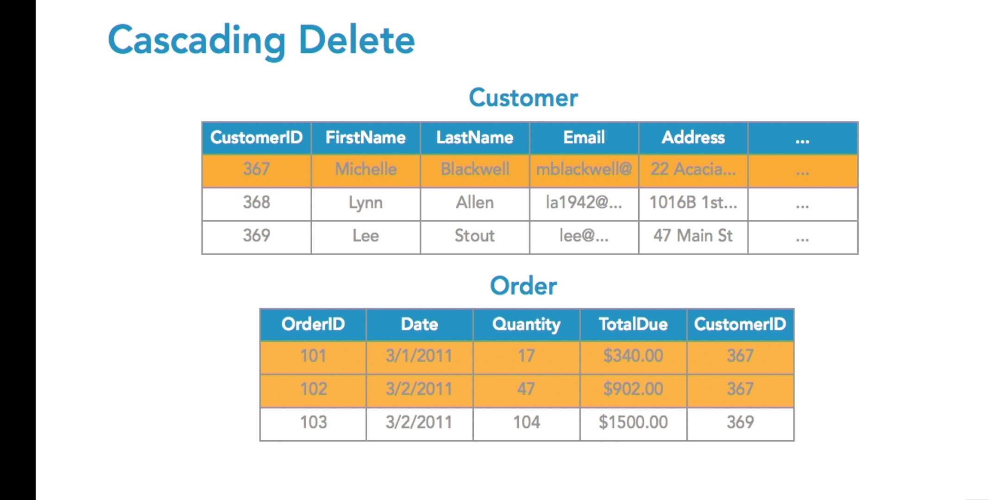 Cascading Delete
Customer
CustomerID FirstName LastName Email Address ...
367 Michelle Blackwell mblackwell@ 22 Acacia... ...
368 Lynn Allen la1942@... 1016B 1st... ...
369 Lee Stout lee@... 47 Main St ...
Order
OrderID Date Quantity TotalDue CustomerID
101 3/1/2011 17 $340.00 367
102 3/2/2011 47 $902.00 367
103 3/2/2011 104 $1500.00 369